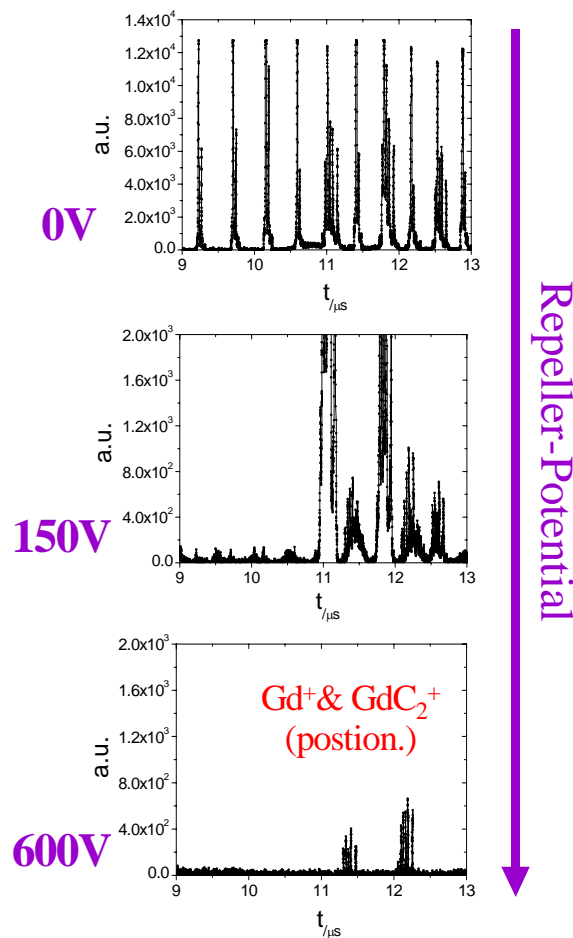 1.4x10⁴
1.2x10⁴
1.0x10⁴
8.0x10³
6.0x10³
4.0x10³
2.0x10³
0.0
a.u.
9 10 11 12 13
t/µs
0V
2.0x10³
1.6x10³
1.2x10³
8.0x10²
4.0x10²
0.0
a.u.
9 10 11 12 13
t/µs
150V
2.0x10³
1.6x10³
1.2x10³
8.0x10²
4.0x10²
0.0
a.u.
Gd⁺& GdC₂⁺
(postion.)
9 10 11 12 13
t/µs
600V
Repeller-Potential